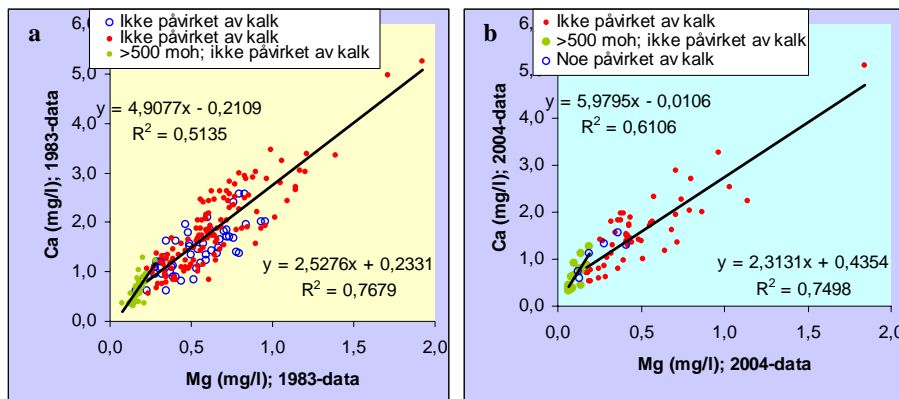 a
Ikke påvirket av kalk
Ikke påvirket av kalk
>500 moh; ikke påvirket av kalk
Ca (mg/l); 1983-data
6,0
5,0
4,0
3,0
2,0
1,0
0,0
y = 4,9077x - 0,2109
R² = 0,5135
y = 2,5276x + 0,2331
R² = 0,7679
0,0 0,5 1,0 1,5 2,0
Mg (mg/l); 1983-data
b
Ikke påvirket av kalk
>500 moh; ikke påvirket av kalk
Noe påvirket av kalk
Ca (mg/l); 2004-data
6,0
5,0
4,0
3,0
2,0
1,0
0,0
y = 5,9795x - 0,0106
R² = 0,6106
y = 2,3131x + 0,4354
R² = 0,7498
0,0 0,5 1,0 1,5 2,0
Mg (mg/l); 2004-data